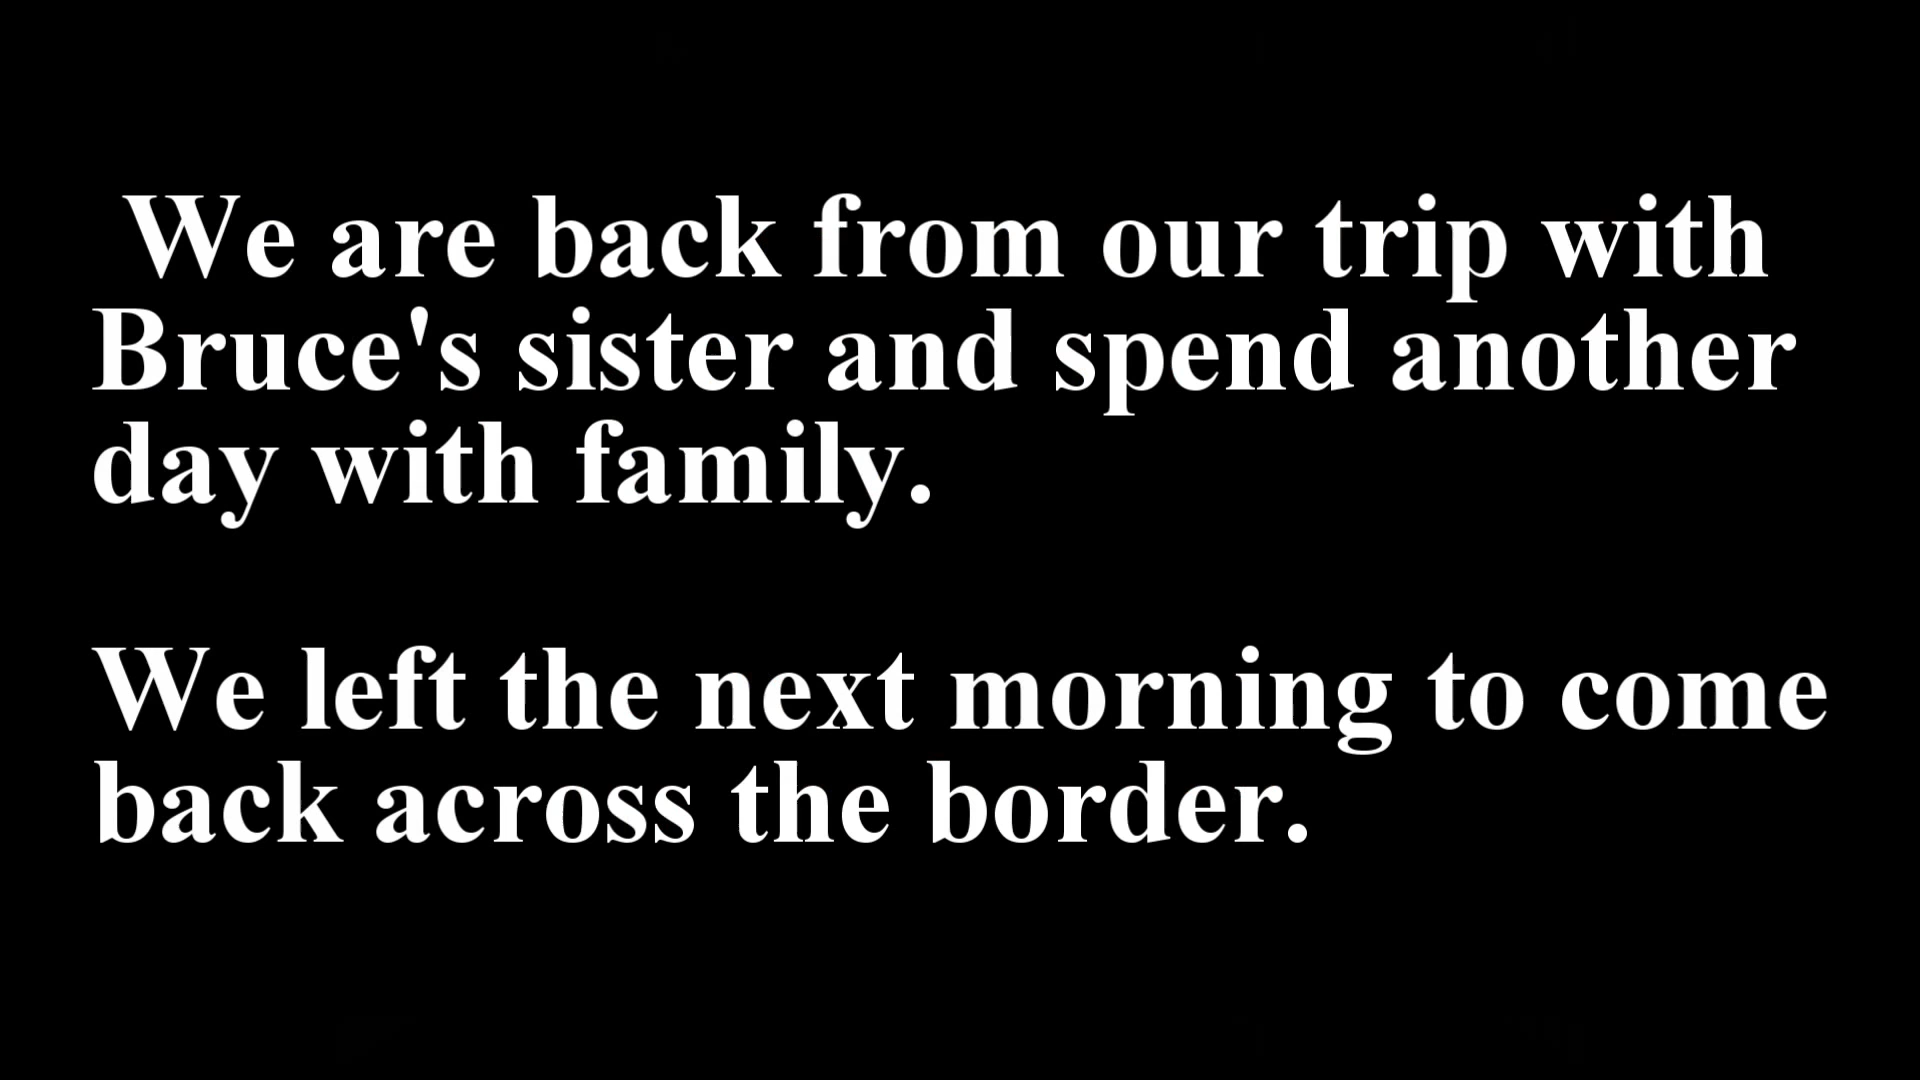 We are back from our trip with
Bruce's sister and spend another
day with family.
We left the next morning to come
back across the border.